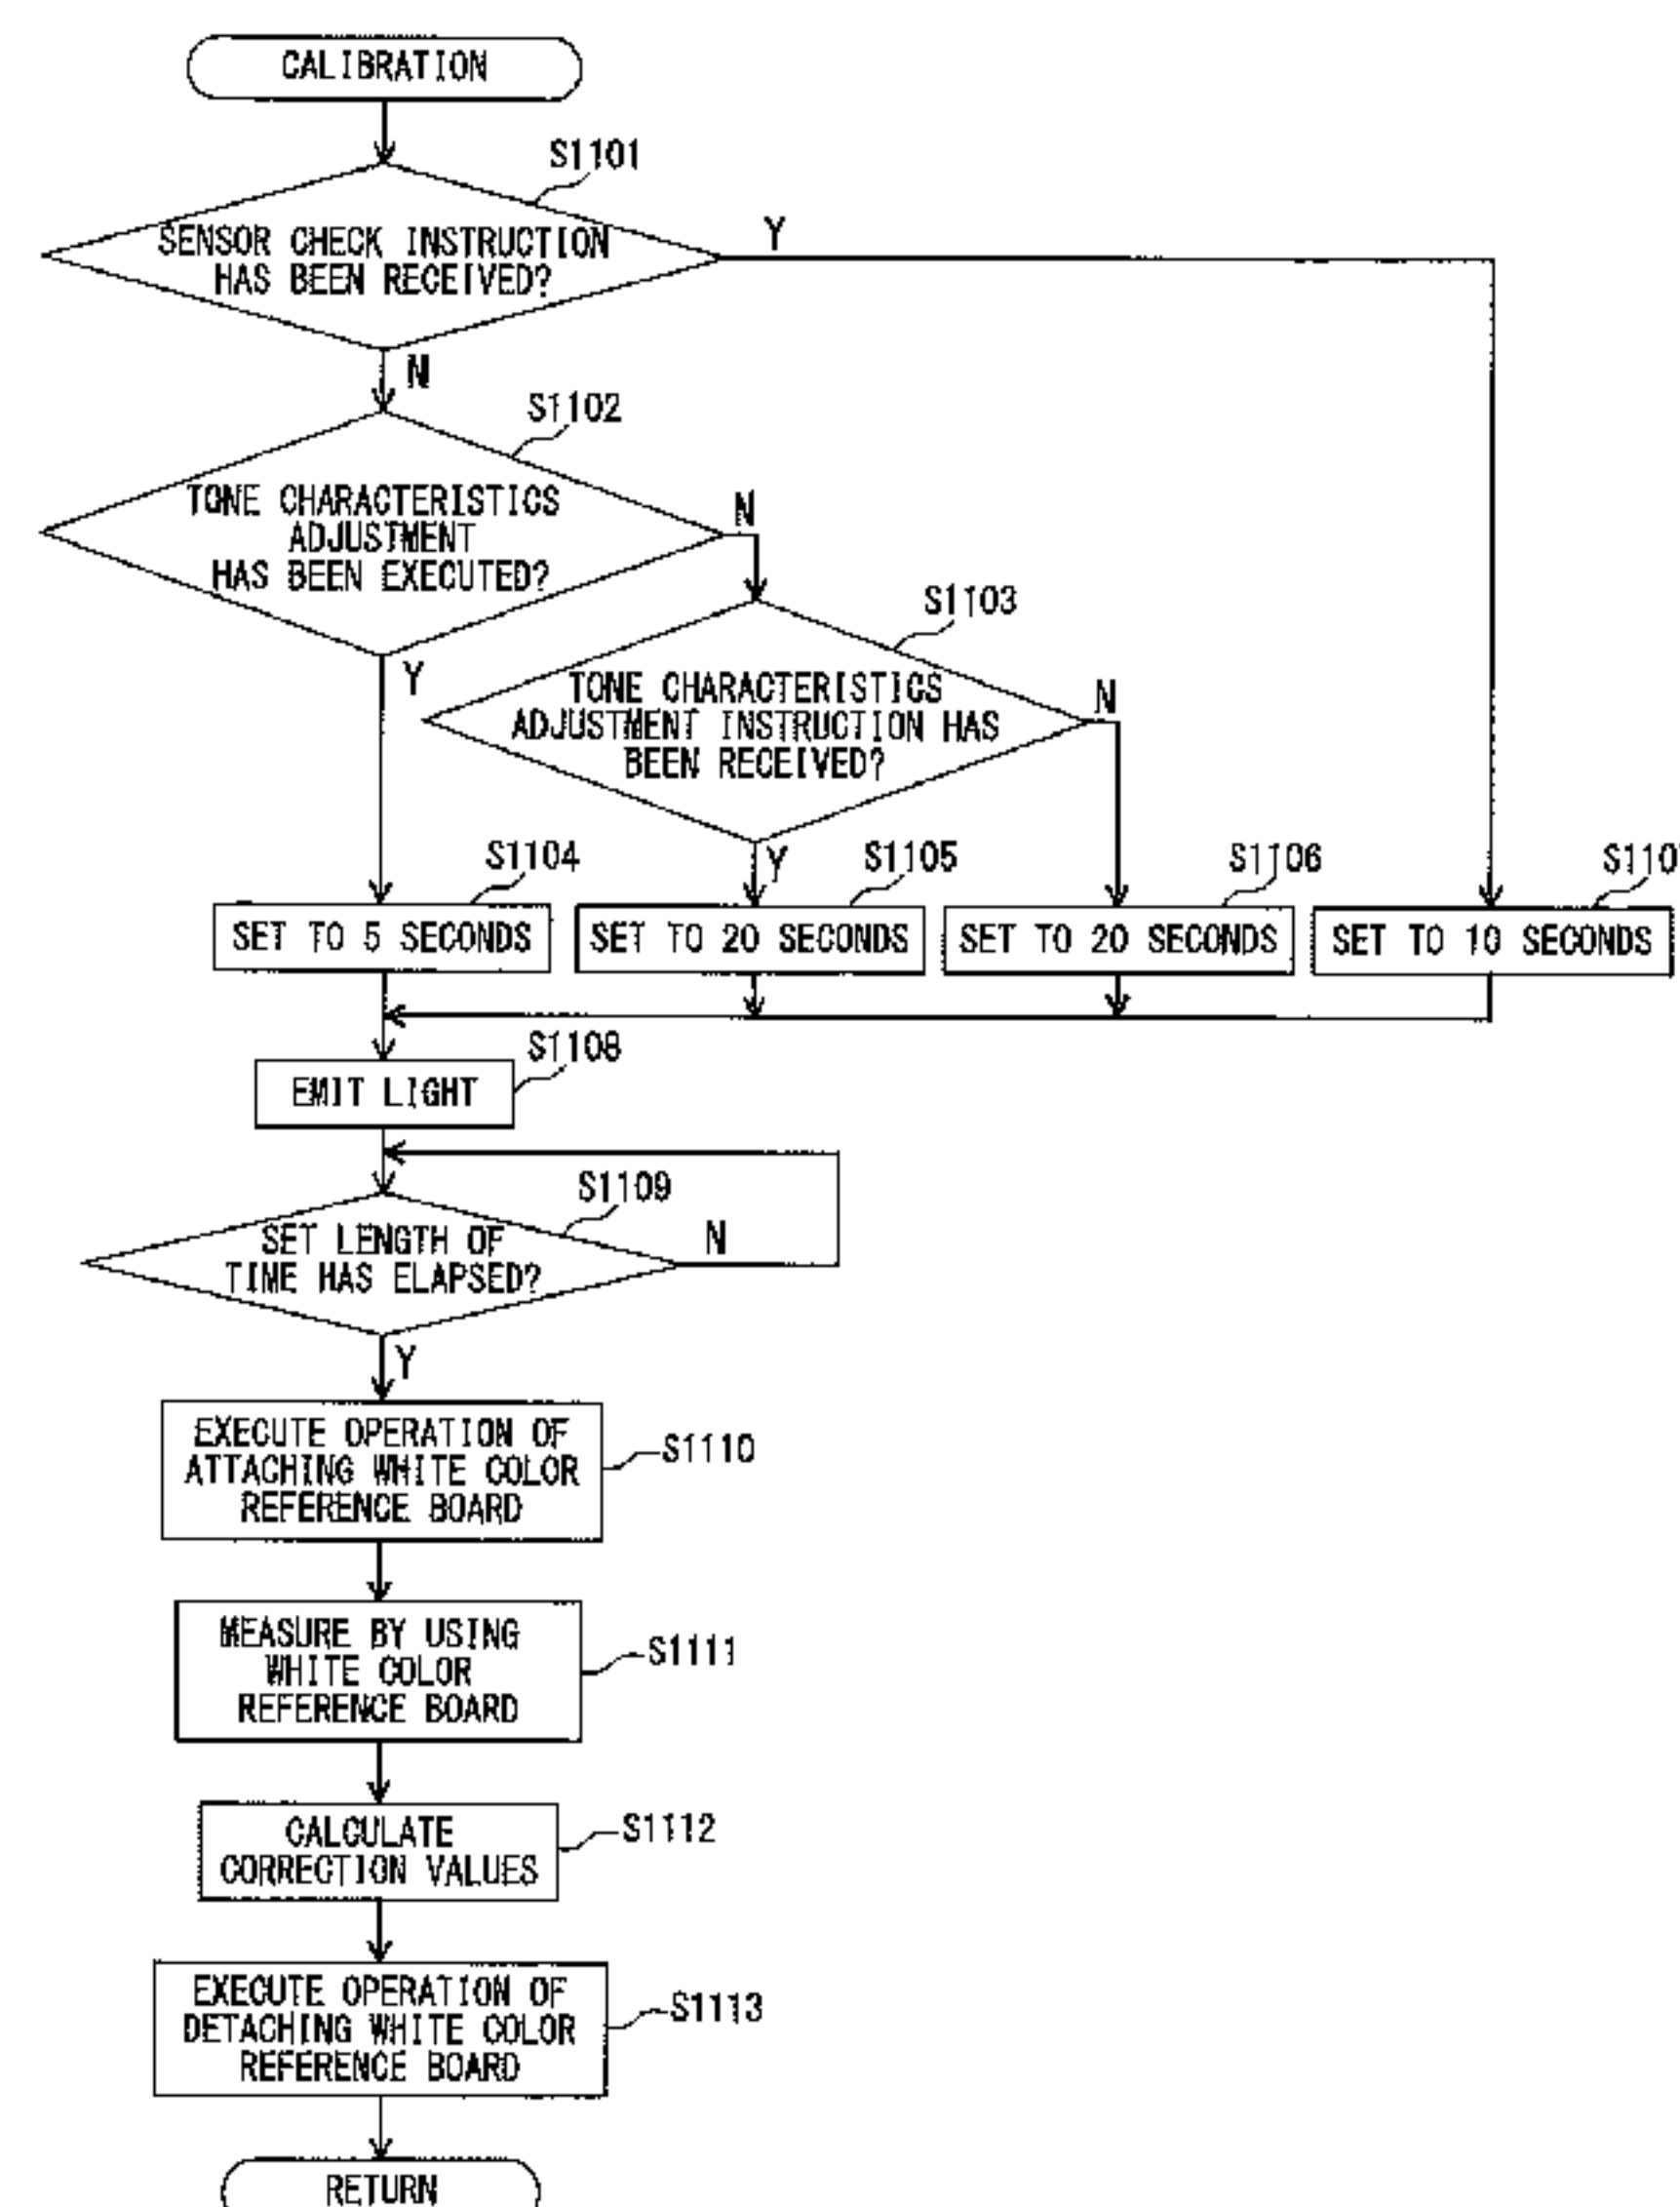 CALIBRATION
S1101
SENSOR CHECK INSTRUCTION
HAS BEEN RECEIVED?
Y
N
S1102
TONE CHARACTERISTICS
ADJUSTMENT
HAS BEEN EXECUTED?
N
Y
S1103
TONE CHARACTERISTICS
ADJUSTMENT INSTRUCTION HAS
BEEN RECEIVED?
N
Y
S1104
SET TO 5 SECONDS
S1105
SET TO 20 SECONDS
S1106
SET TO 20 SECONDS
S110
SET TO 10 SECONDS
S1108
EMIT LIGHT
S1109
SET LENGTH OF
TIME HAS ELAPSED?
N
Y
EXECUTE OPERATION OF
ATTACHING WHITE COLOR
REFERENCE BOARD
S1110
MEASURE BY USING
WHITE COLOR
REFERENCE BOARD
S1111
CALCULATE
CORRECTION VALUES
S1112
EXECUTE OPERATION OF
DETACHING WHITE COLOR
REFERENCE BOARD
S1113
RETURN